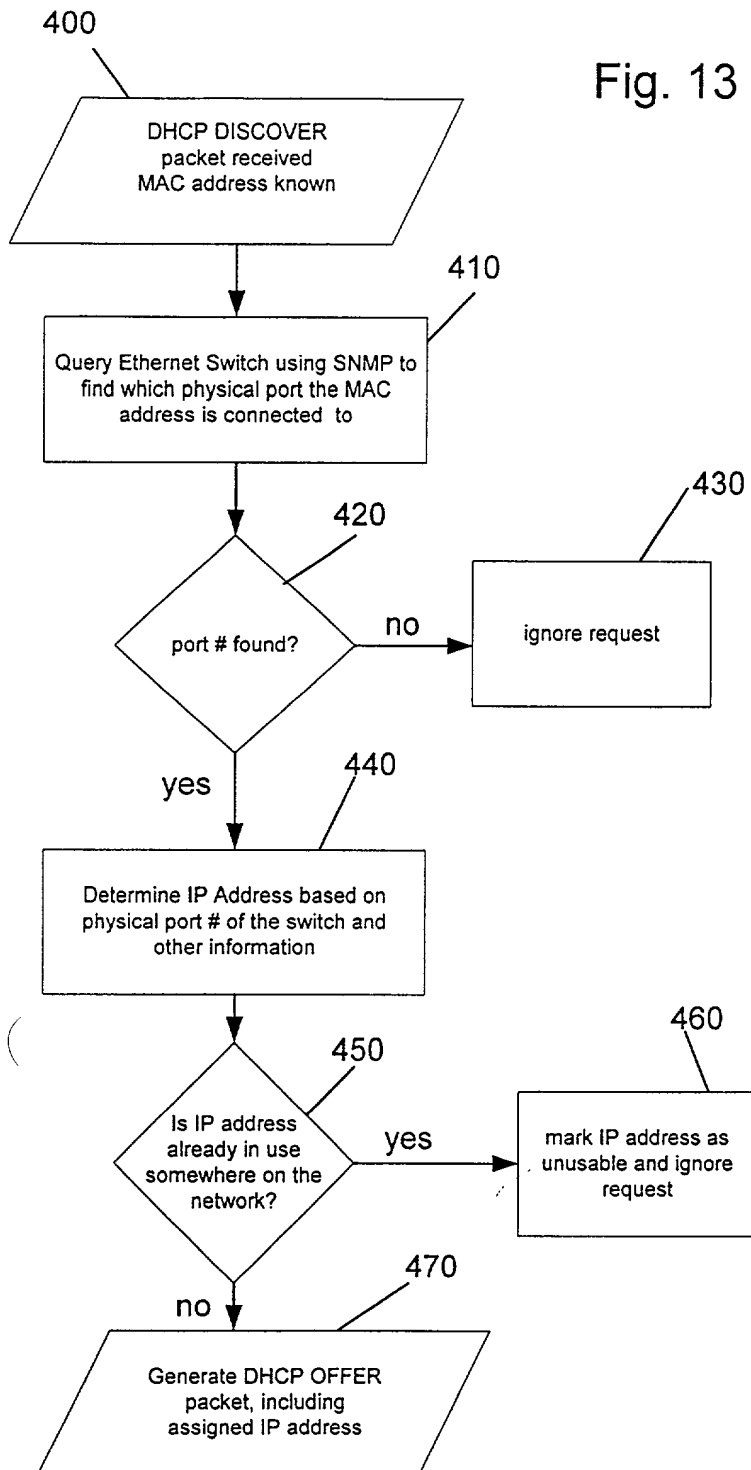 400
Fig. 13
DHCP DISCOVER
packet received
MAC address known
410
Query Ethernet Switch using SNMP to
find which physical port the MAC
address is connected to
420
430
port # found?
no
ignore request
yes
440
Determine IP Address based on
physical port # of the switch and
other information
450
460
Is IP address
already in use
somewhere on the
network?
yes
mark IP address as
unusable and ignore
request
no
470
Generate DHCP OFFER
packet, including
assigned IP address